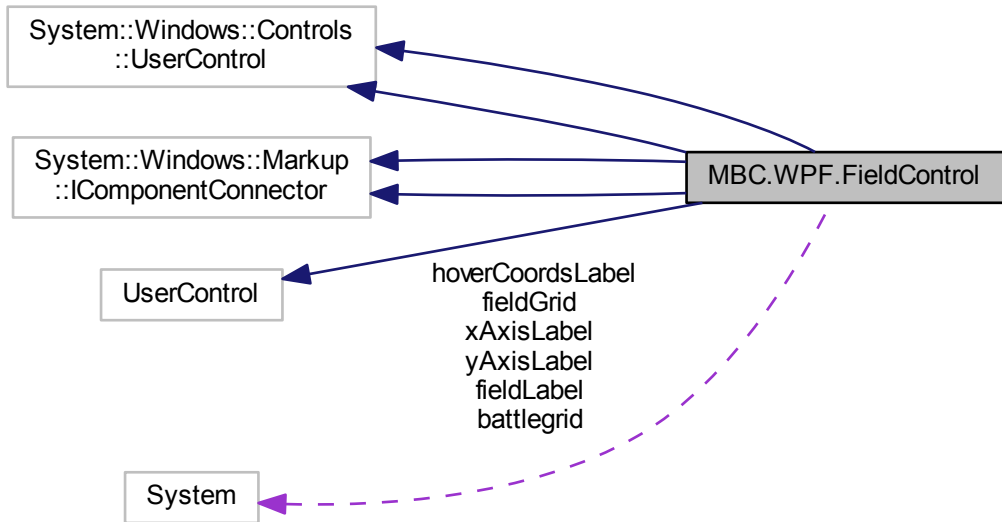 System::Windows::Controls
::UserControl
System::Windows::Markup
::IComponentConnector
MBC.WPF.FieldControl
UserControl
hoverCoordsLabel
fieldGrid
xAxisLabel
yAxisLabel
fieldLabel
battlegrid
System